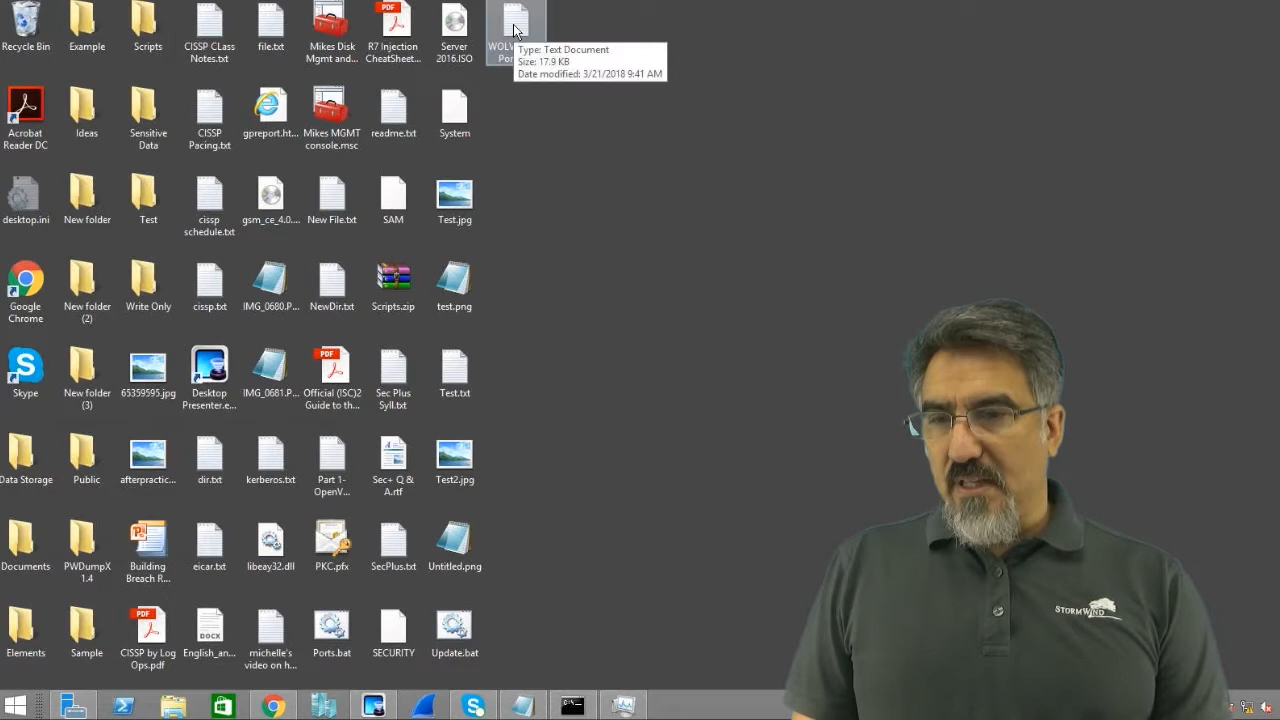 Recycle Bin
Example
Scripts
CISSP CLass
Notes.txt
file.txt
Mikes Disk
Mgmt and...
R7 Injection
CheatSheet...
Server
2016.ISO
Type: Text Document
Size: 17.9 KB
Date modified: 3/21/2018 9:41 AM
Acrobat
Reader DC
Ideas
Sensitive
Data
CISSP
Pacing.txt
gpreport.ht...
Mikes MGMT
console.msc
readme.txt
System
desktop.ini
New folder
Test
cissp
schedule.txt
gsm_ce_4.0....
New File.txt
SAM
Test.jpg
Google
Chrome
New folder
(2)
Write Only
cissp.txt
IMG_0680.P...
NewDir.txt
Scripts.zip
test.png
Skype
New folder
(3)
65359595.jpg
Desktop
Presenter.e...
IMG_0681.P...
Official (ISC)2
Guide to th...
Sec Plus
Syll.txt
Test.txt
Data Storage
Public
afterpractic...
dir.txt
kerberos.txt
Part 1-
OpenV...
Sec+ Q &
A.rtf
Test2.jpg
Documents
PWDumpX
1.4
Building
Breach R...
eicar.txt
libeay32.dll
PKC.pfx
SecPlus.txt
Untitled.png
Elements
Sample
CISSP by Log
Ops.pdf
English_an...
michelle's
video on h...
Ports.bat
SECURITY
Update.bat
PDF
PDF
PDF
DOCX
STORMWIND